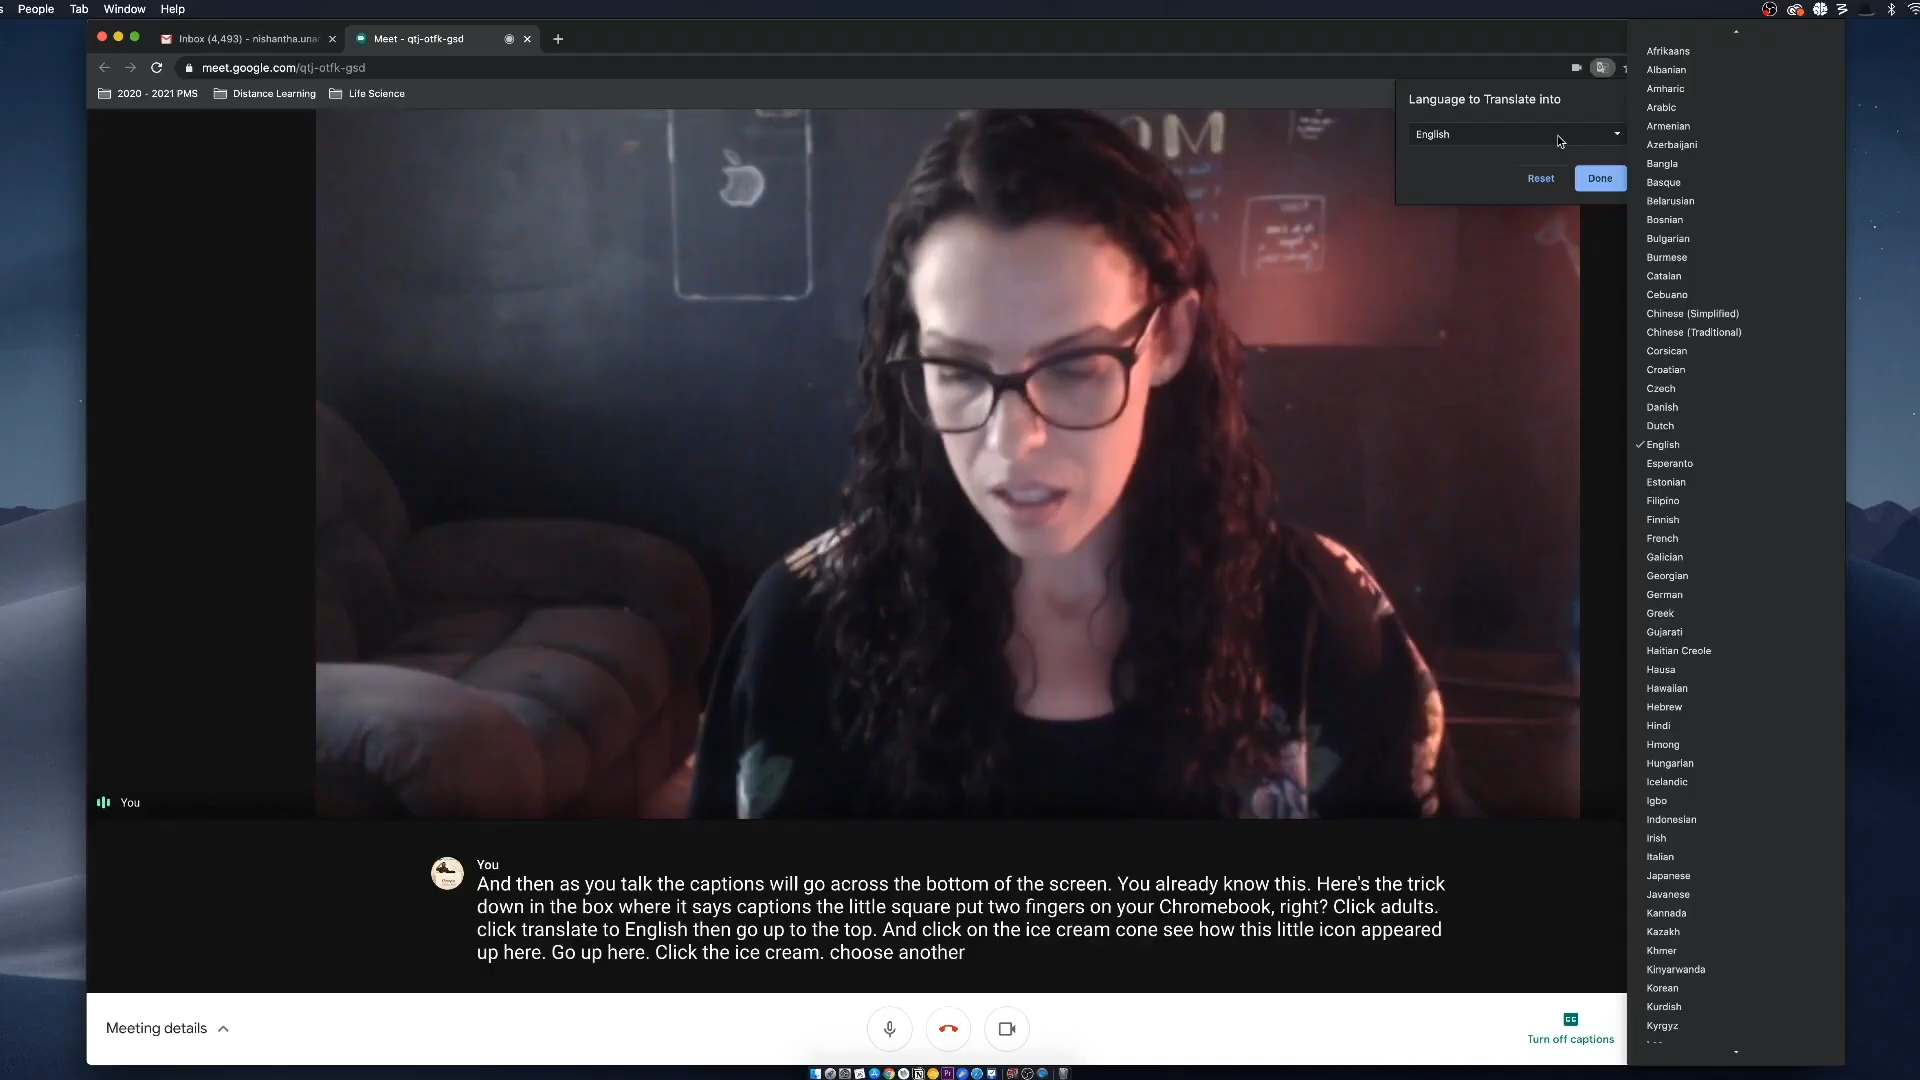 People Tab Window Help
Inbox (4,493) - nishantha.una
Meet - qtj-otfk-gsd
meet.google.com/qtj-otfk-gsd
2020 - 2021 PMS Distance Learning Life Science
Language to Translate into
English
Reset Done
Afrikaans
Albanian
Amharic
Arabic
Armenian
Azerbaijani
Bangla
Basque
Belarusian
Bosnian
Bulgarian
Burmese
Catalan
Cebuano
Chinese (Simplified)
Chinese (Traditional)
Corsican
Croatian
Czech
Danish
Dutch
English
Esperanto
Estonian
Filipino
Finnish
French
Galician
Georgian
German
Greek
Gujarati
Haitian Creole
Hausa
Hawaiian
Hebrew
Hindi
Hmong
Hungarian
Icelandic
Igbo
Indonesian
Irish
Italian
Japanese
Javanese
Kannada
Kazakh
Khmer
Kinyarwanda
Korean
Kurdish
Kyrgyz
You
You
And then as you talk the captions will go across the bottom of the screen. You already know this. Here's the trick
down in the box where it says captions the little square put two fingers on your Chromebook, right? Click adults.
click translate to English then go up to the top. And click on the ice cream cone see how this little icon appeared
up here. Go up here. Click the ice cream. choose another
Meeting details
Turn off captions